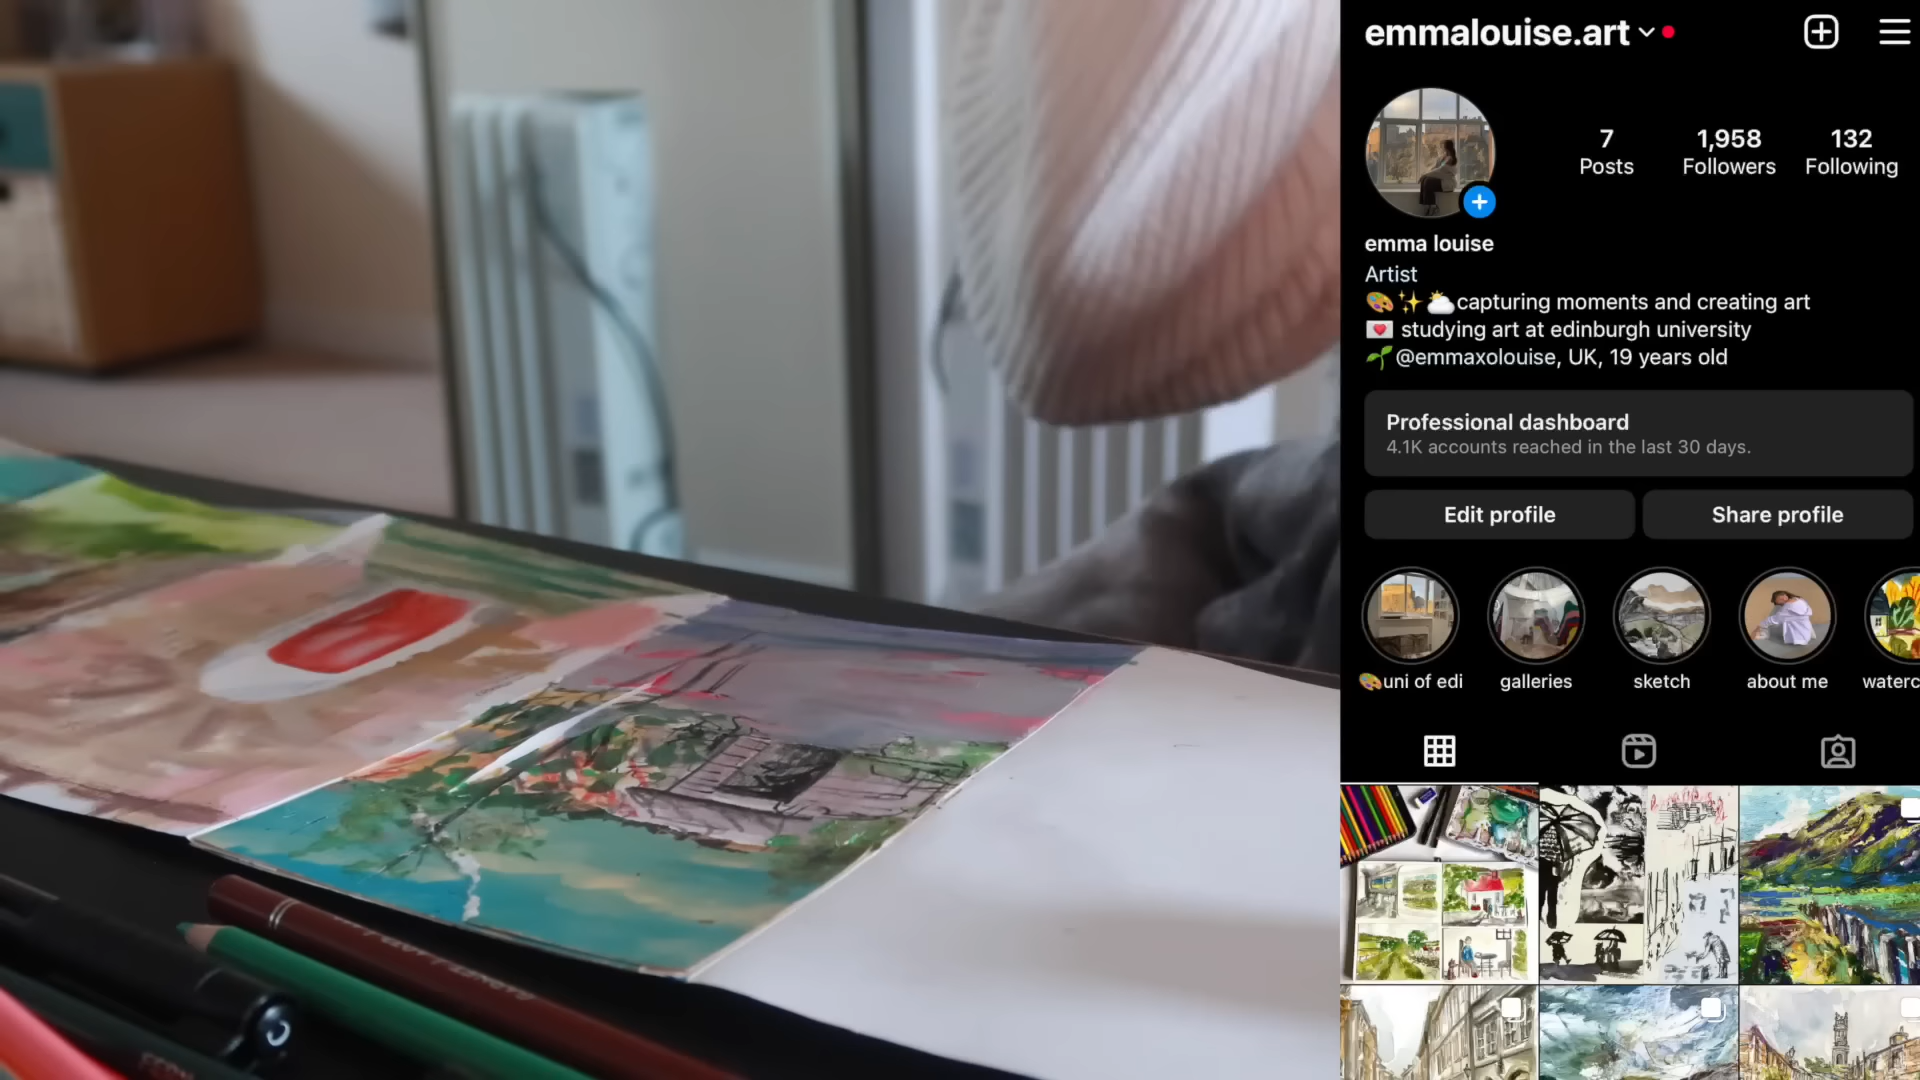 emmalouise.art
7
Posts
1,958
Followers
132
Following
emma louise
Artist
🎨✨🌥️capturing moments and creating art
💌 studying art at edinburgh university
🌱@emmaxolouise, UK, 19 years old
Professional dashboard
4.1K accounts reached in the last 30 days.
Edit profile
Share profile
🎨uni of edi
galleries
sketch
about me
waterc